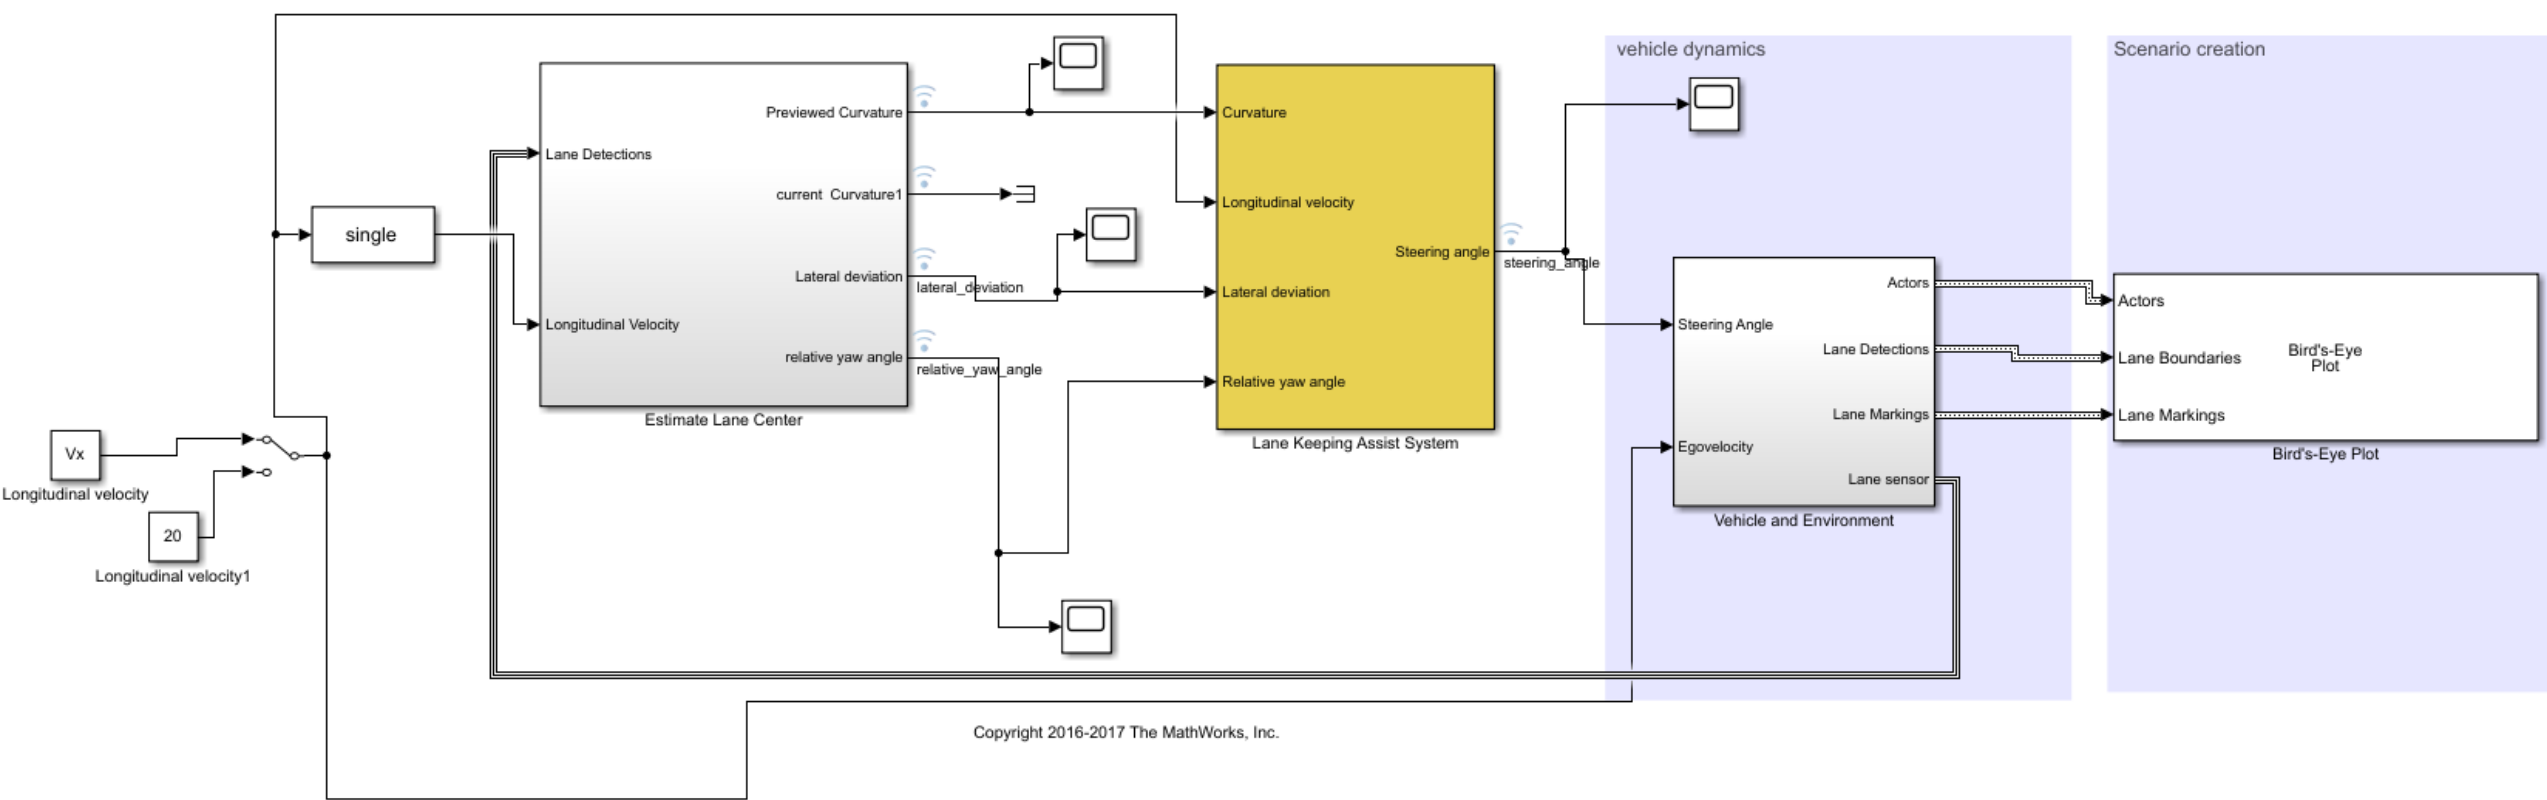 vehicle dynamics
Scenario creation
Previewed Curvature
Lane Detections
current  Curvature1
Lateral deviation
lateral_deviation
Longitudinal Velocity
relative yaw angle
relative_yaw_angle
Estimate Lane Center
single
Vx
Longitudinal velocity
20
Longitudinal velocity1
Curvature
Longitudinal velocity
Steering angle
steering_angle
Lateral deviation
Relative yaw angle
Lane Keeping Assist System
Actors
Steering Angle
Lane Detections
Lane Markings
Egovelocity
Lane sensor
Vehicle and Environment
Actors
Lane Boundaries
Bird's-Eye
Plot
Lane Markings
Bird's-Eye Plot
Copyright 2016-2017 The MathWorks, Inc.